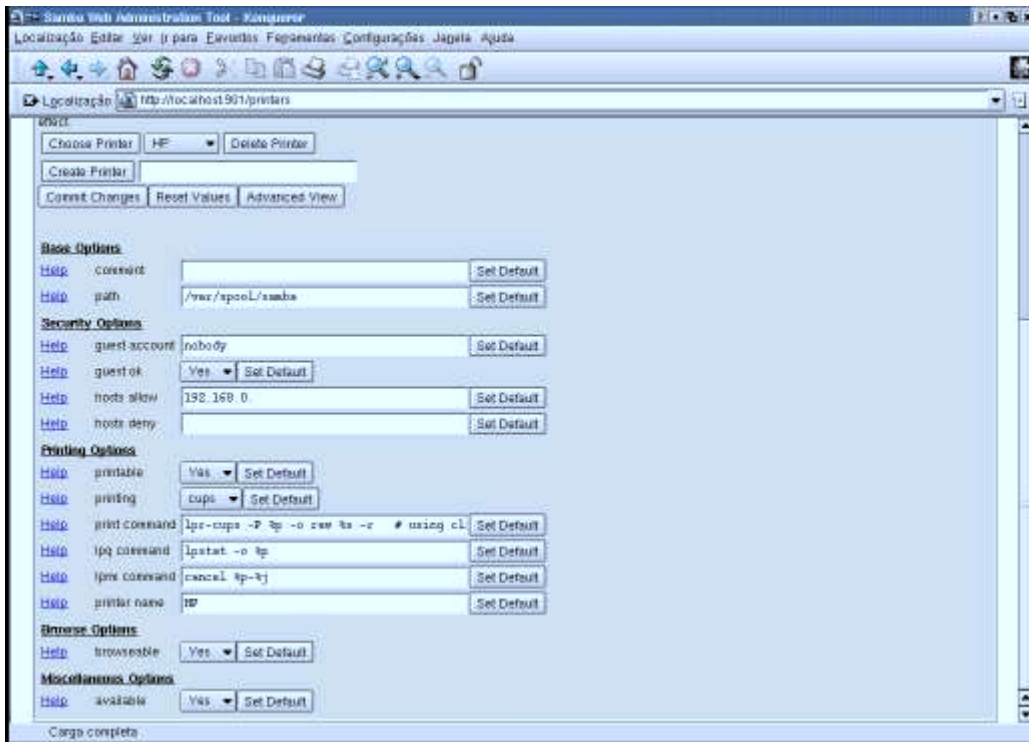 Samba Web Administration Tool - Konqueror
Localização Editar Ver Ir para Favoritos Ferramentas Configurações Janela Ajuda
Localização http://localhost:901/printers
effect.
Choose Printer HP Delete Printer
Create Printer
Commit Changes Reset Values Advanced View
Base Options
Help comment Set Default
Help path /var/spool/samba Set Default
Security Options
Help guest account nobody Set Default
Help guest ok Yes Set Default
Help hosts allow 192.168.0. Set Default
Help hosts deny Set Default
Printing Options
Help printable Yes Set Default
Help printing cups Set Default
Help print command lpr-cups -P %p -o raw %s -r # using cl Set Default
Help lpq command lpstat -o %p Set Default
Help lprm command cancel %p-%j Set Default
Help printer name HP Set Default
Browse Options
Help browseable Yes Set Default
Miscellaneous Options
Help available Yes Set Default
Carga completa